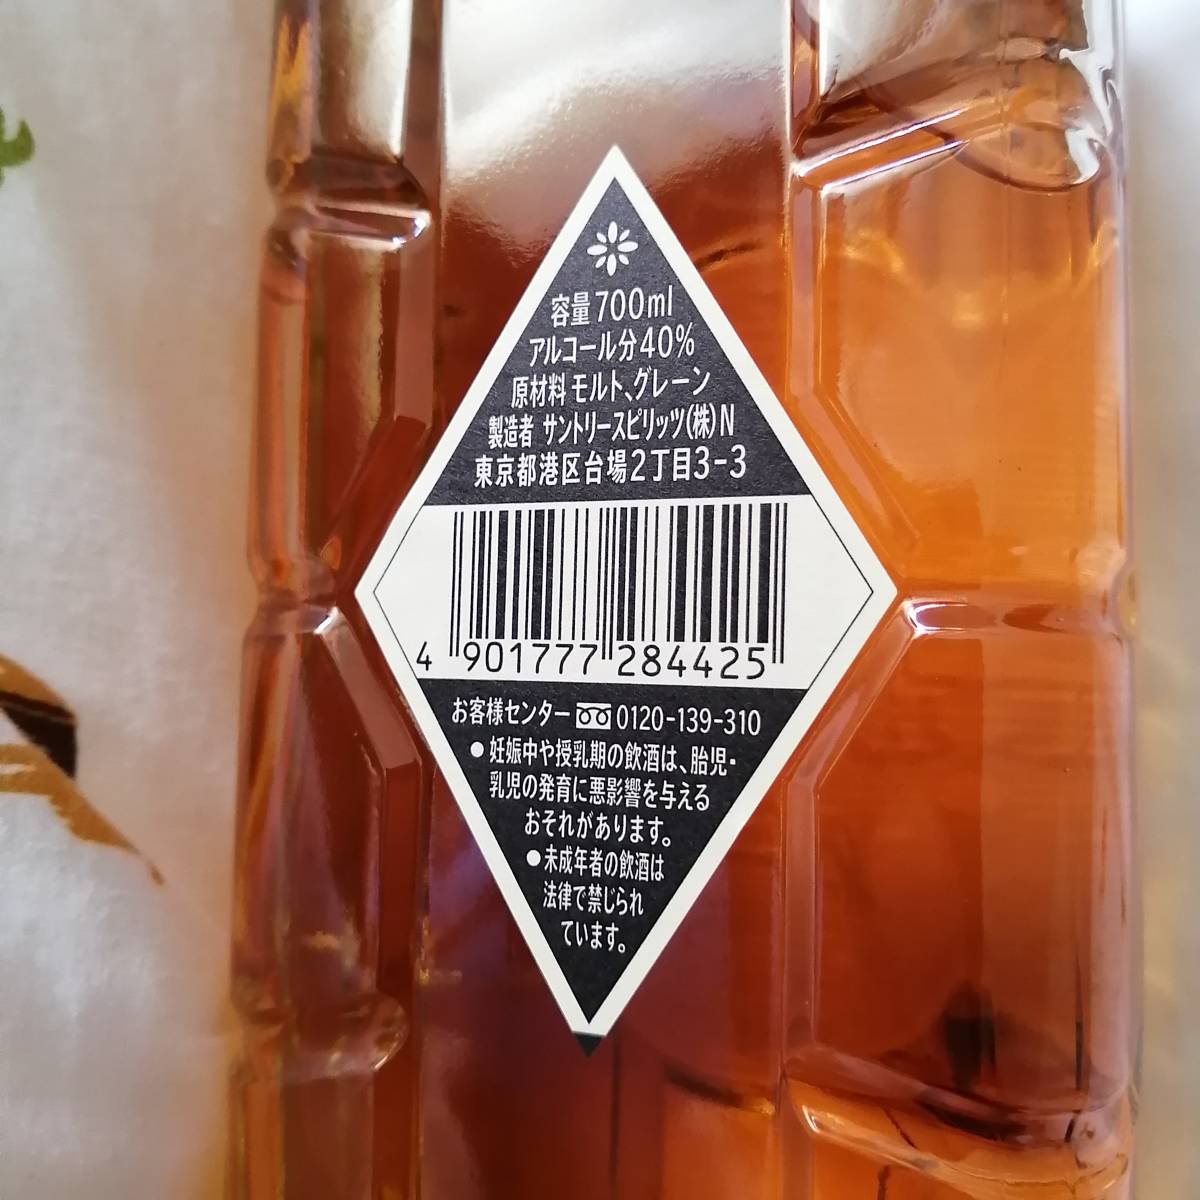 容量700ml
アルコール分40%
原材料 モルト、グレーン
製造者 サントリースピリッツ(株)N
東京都港区台場2丁目3-3
4 901777 284425
お客様センター 0120-139-310
●妊娠中や授乳期の飲酒は、胎児・
乳児の発育に悪影響を与える
おそれがあります。
●未成年者の飲酒は
法律で禁じられ
ています。